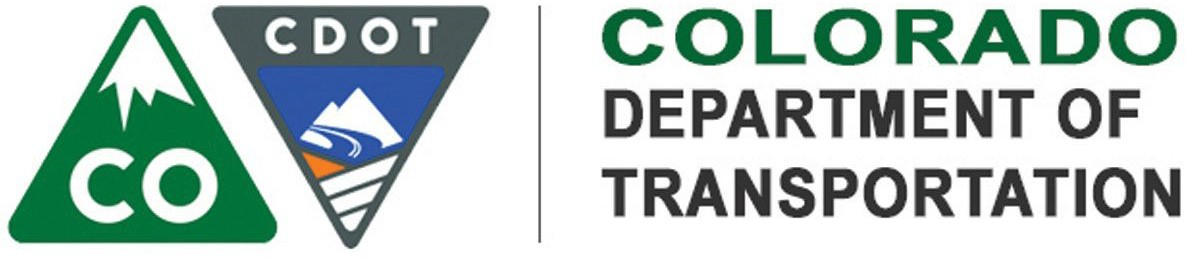 CO
CDOT
COLORADO
DEPARTMENT OF
TRANSPORTATION